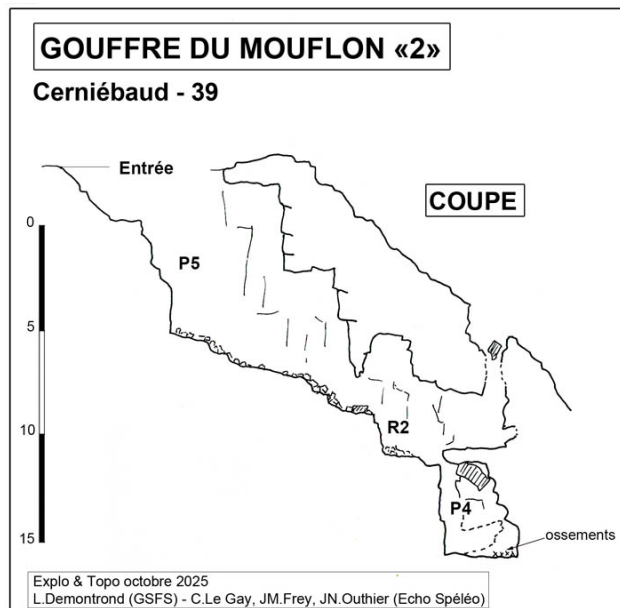 GOUFFRE DU MOUFLON «2»
Cerniébaud - 39
Entrée
COUPE
0
P5
5
R2
10
P4
15
ossements
Explo & Topo octobre 2025
L.Demontrond (GSFS) - C.Le Gay, JM.Frey, JN.Outhier (Echo Spéléo)